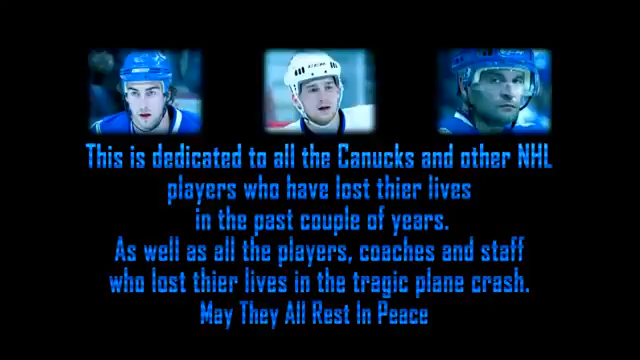 This is dedicated to all the Canucks and other NHL
players who have lost thier lives
in the past couple of years.
As well as all the players, coaches and staff
who lost thier lives in the tragic plane crash.
May They All Rest In Peace